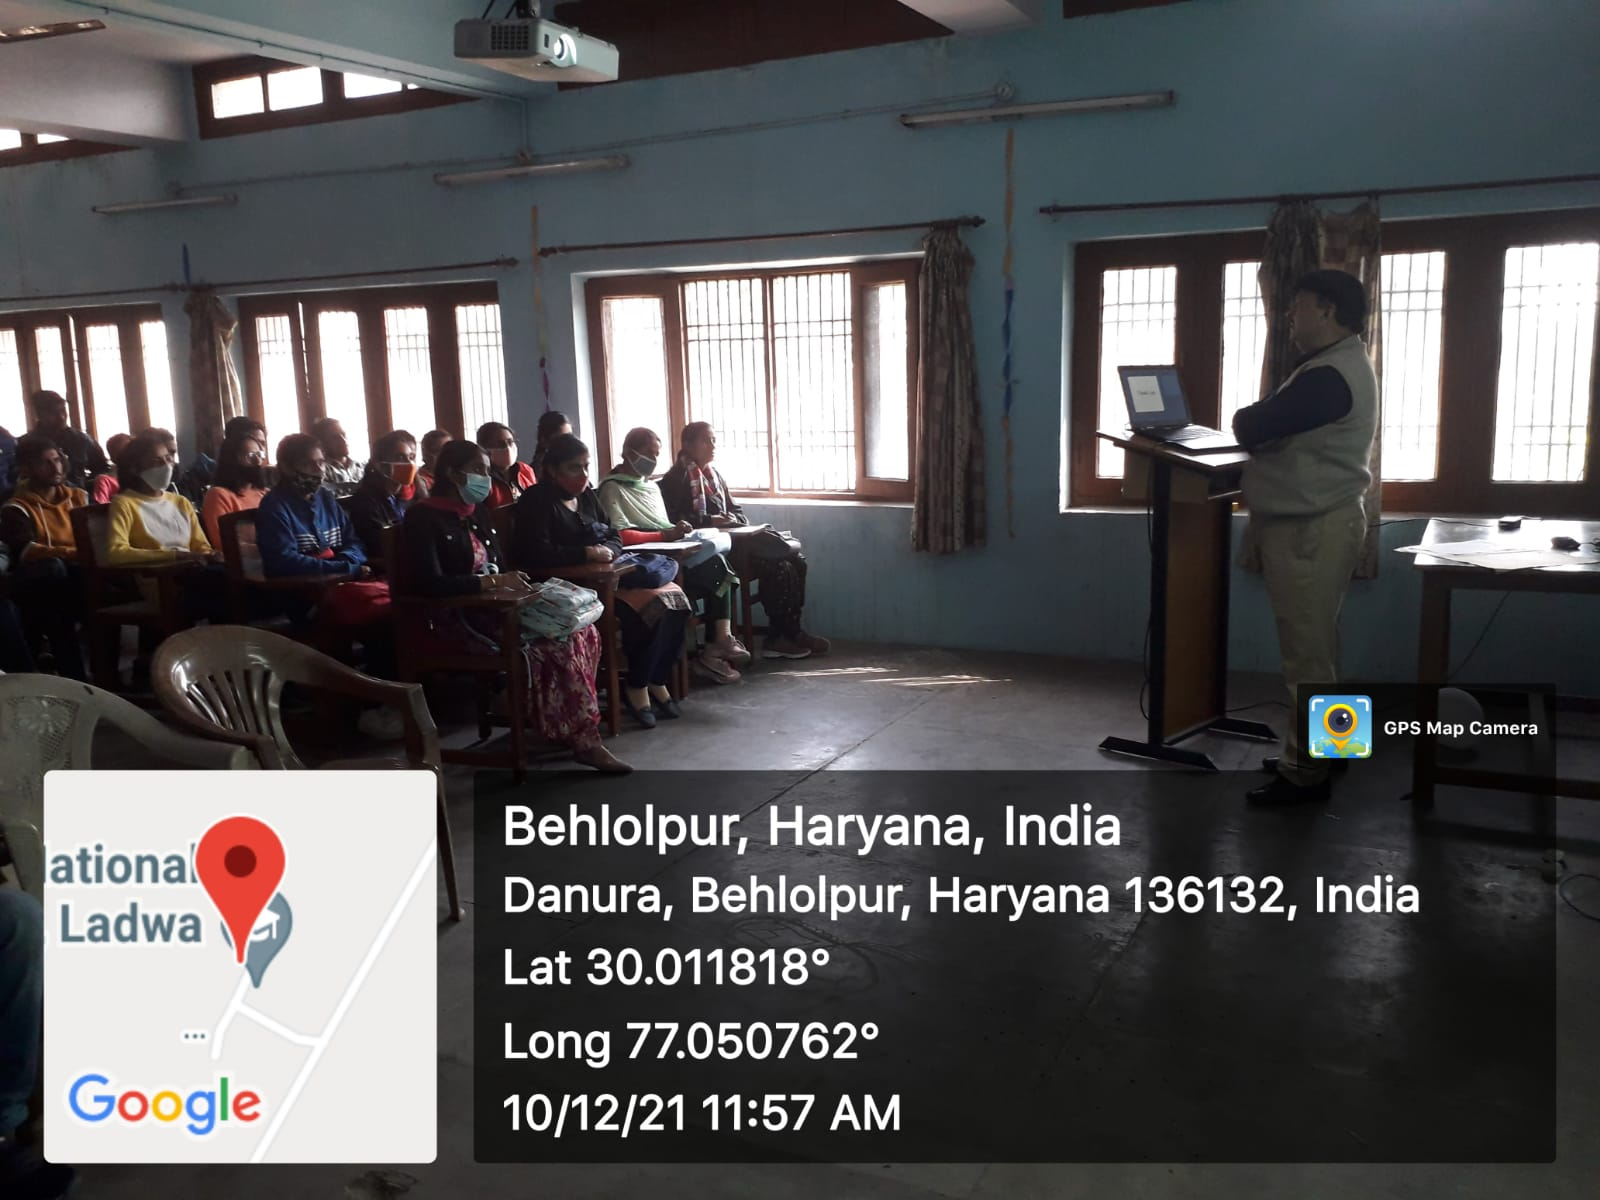 GPS Map Camera
Behlolpur, Haryana, India
Danura, Behlolpur, Haryana 136132, India
Lat 30.011818°
Long 77.050762°
10/12/21 11:57 AM
ational
Ladwa
...
Google